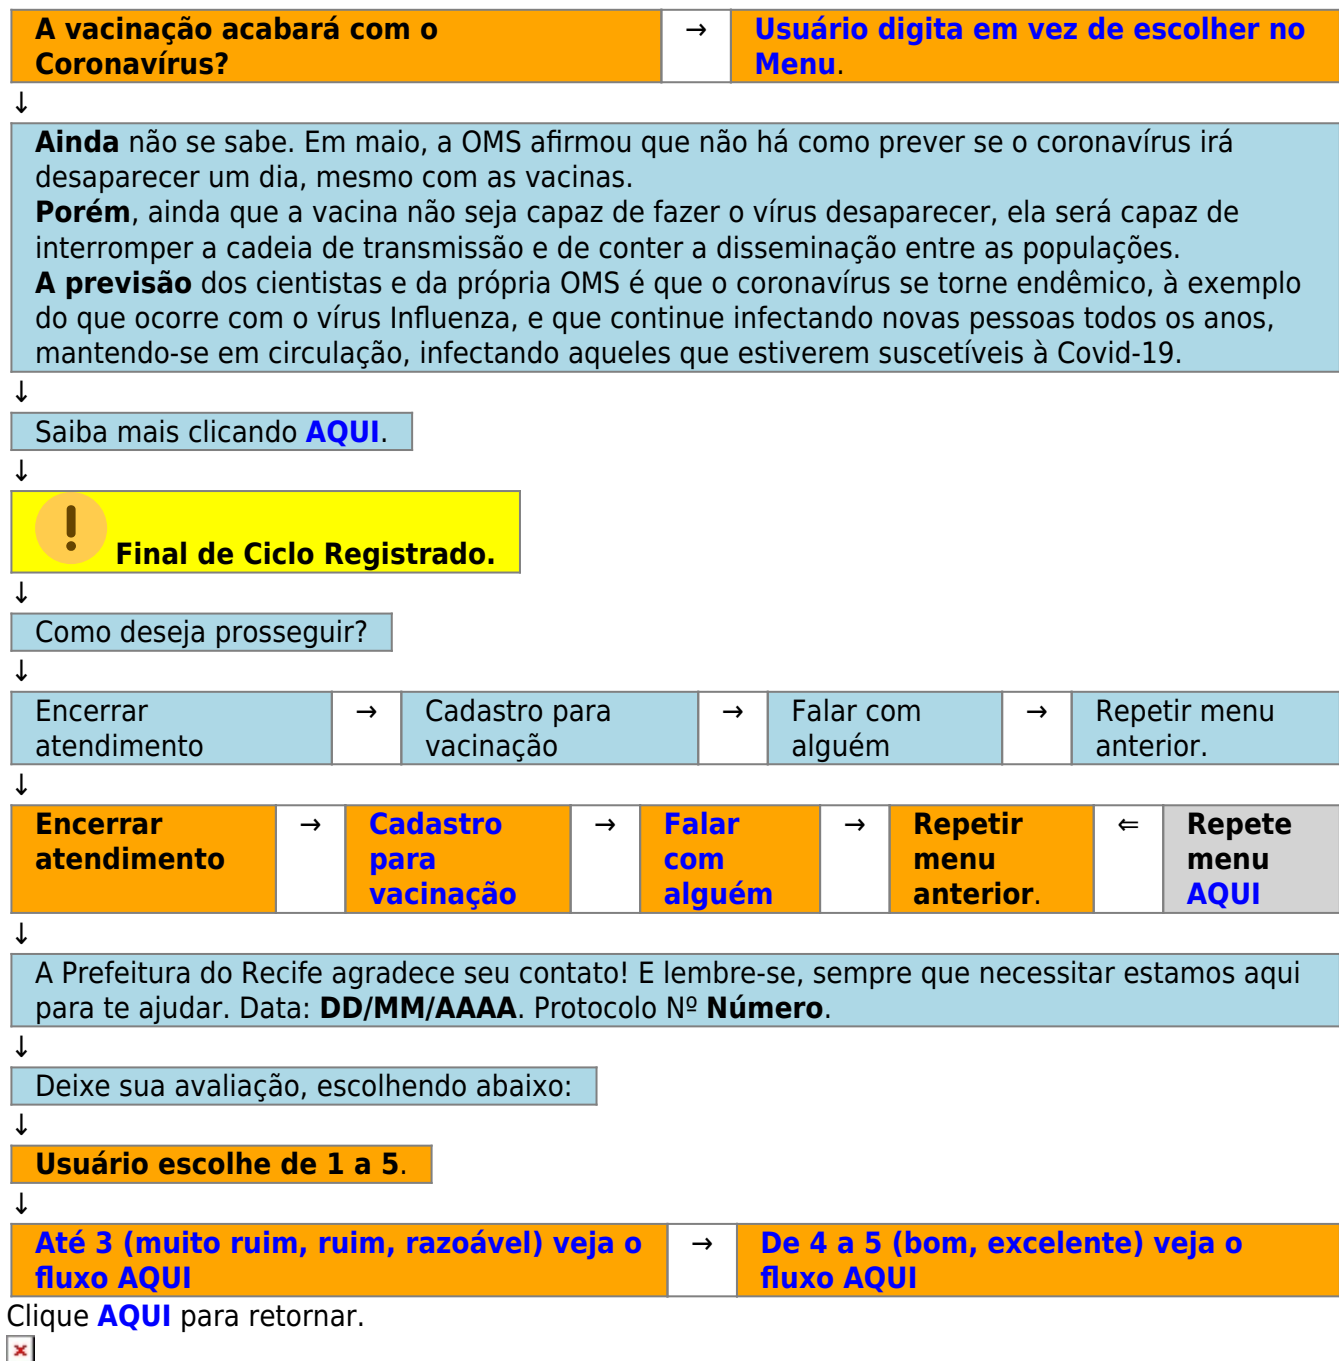 A vacinação acabará com o → Usuário digita em vez de escolher no
Coronavírus? Menu.
↓
Ainda não se sabe. Em maio, a OMS afirmou que não há como prever se o coronavírus irá
desaparecer um dia, mesmo com as vacinas.
Porém, ainda que a vacina não seja capaz de fazer o vírus desaparecer, ela será capaz de
interromper a cadeia de transmissão e de conter a disseminação entre as populações.
A previsão dos cientistas e da própria OMS é que o coronavírus se torne endêmico, à exemplo
do que ocorre com o vírus Influenza, e que continue infectando novas pessoas todos os anos,
mantendo-se em circulação, infectando aqueles que estiverem suscetíveis à Covid-19.
↓
Saiba mais clicando AQUI.
↓
Final de Ciclo Registrado.
↓
Como deseja prosseguir?
↓
Encerrar → Cadastro para → Falar com → Repetir menu
atendimento vacinação alguém anterior.
↓
Encerrar → Cadastro → Falar → Repetir ⇐ Repete
atendimento para com menu menu
vacinação alguém anterior. AQUI
↓
A Prefeitura do Recife agradece seu contato! E lembre-se, sempre que necessitar estamos aqui
para te ajudar. Data: DD/MM/AAAA. Protocolo Nº Número.
↓
Deixe sua avaliação, escolhendo abaixo:
↓
Usuário escolhe de 1 a 5.
↓
Até 3 (muito ruim, ruim, razoável) veja o → De 4 a 5 (bom, excelente) veja o
fluxo AQUI fluxo AQUI
Clique AQUI para retornar.